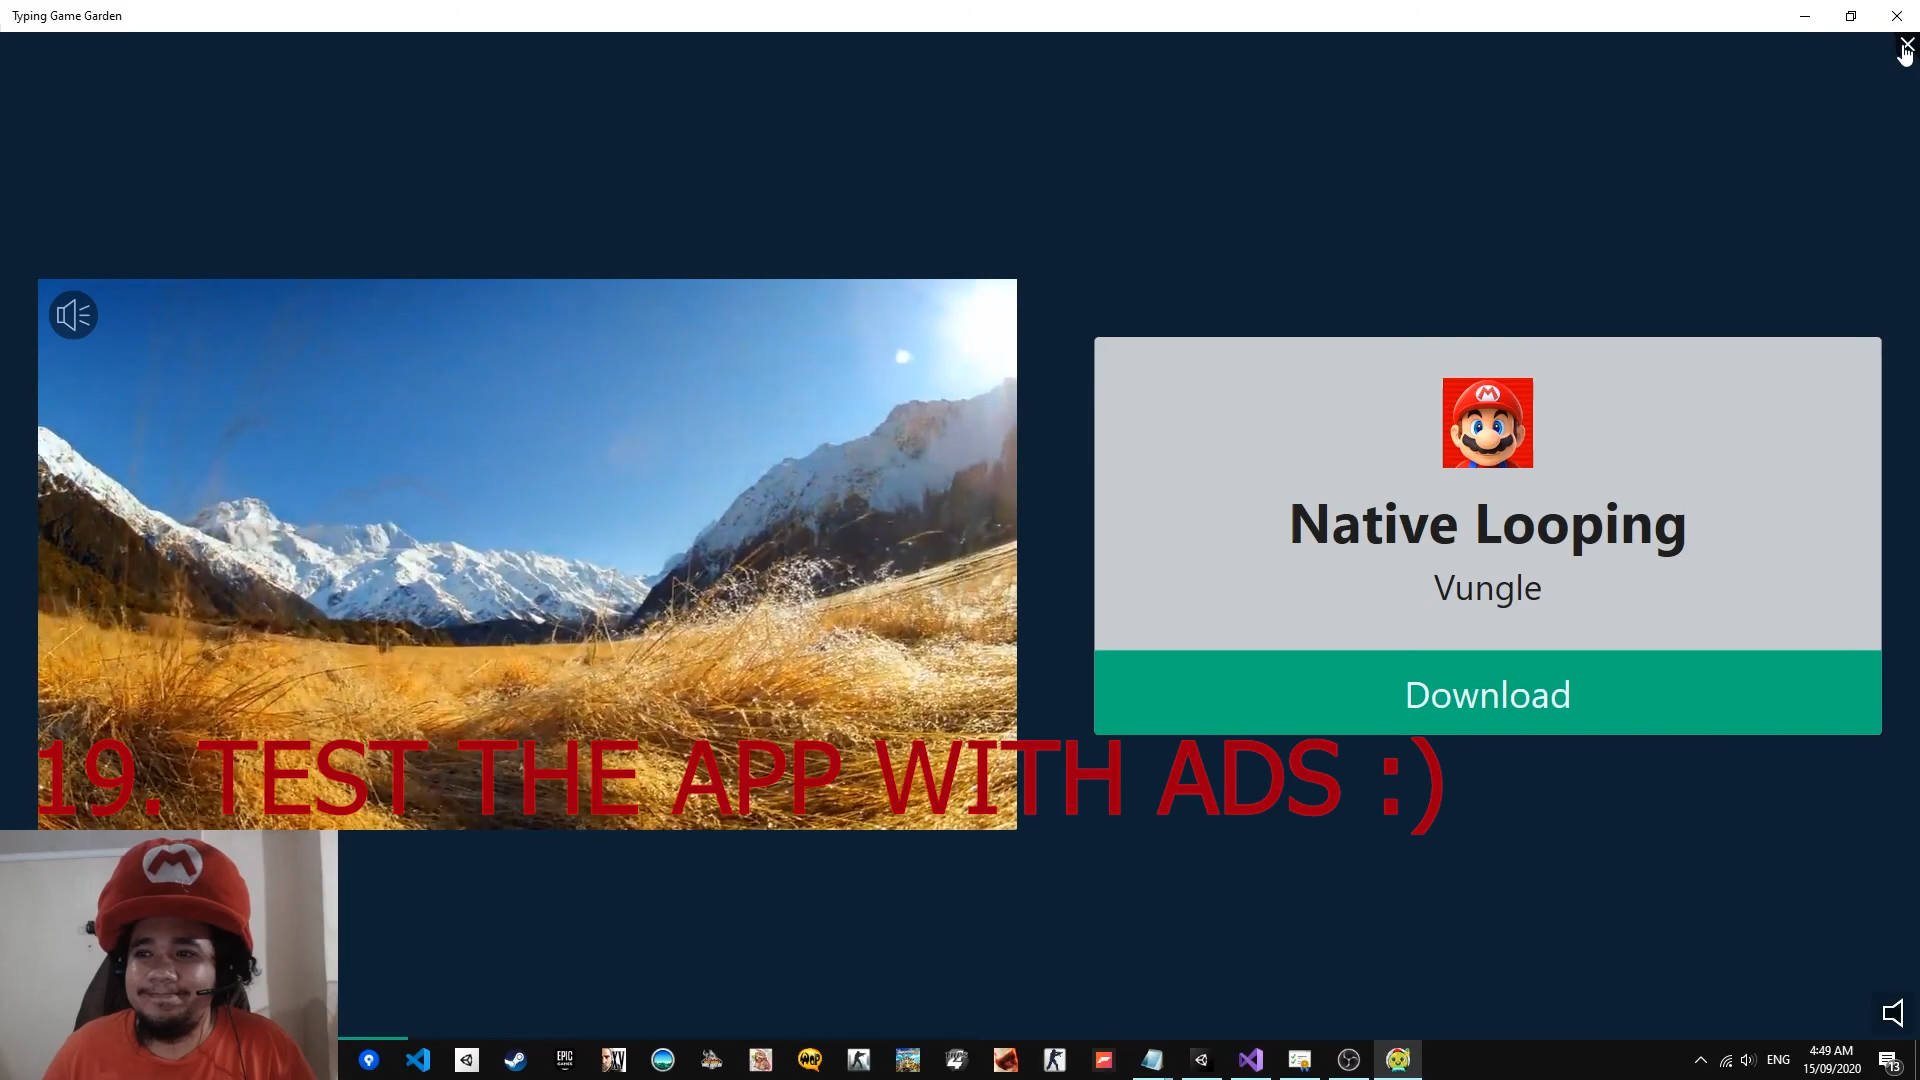 Typing Game Garden
Native Looping
Vungle
Download
19. TEST THE APP WITH ADS :)
ENG
4:49 AM
15/09/2020
13